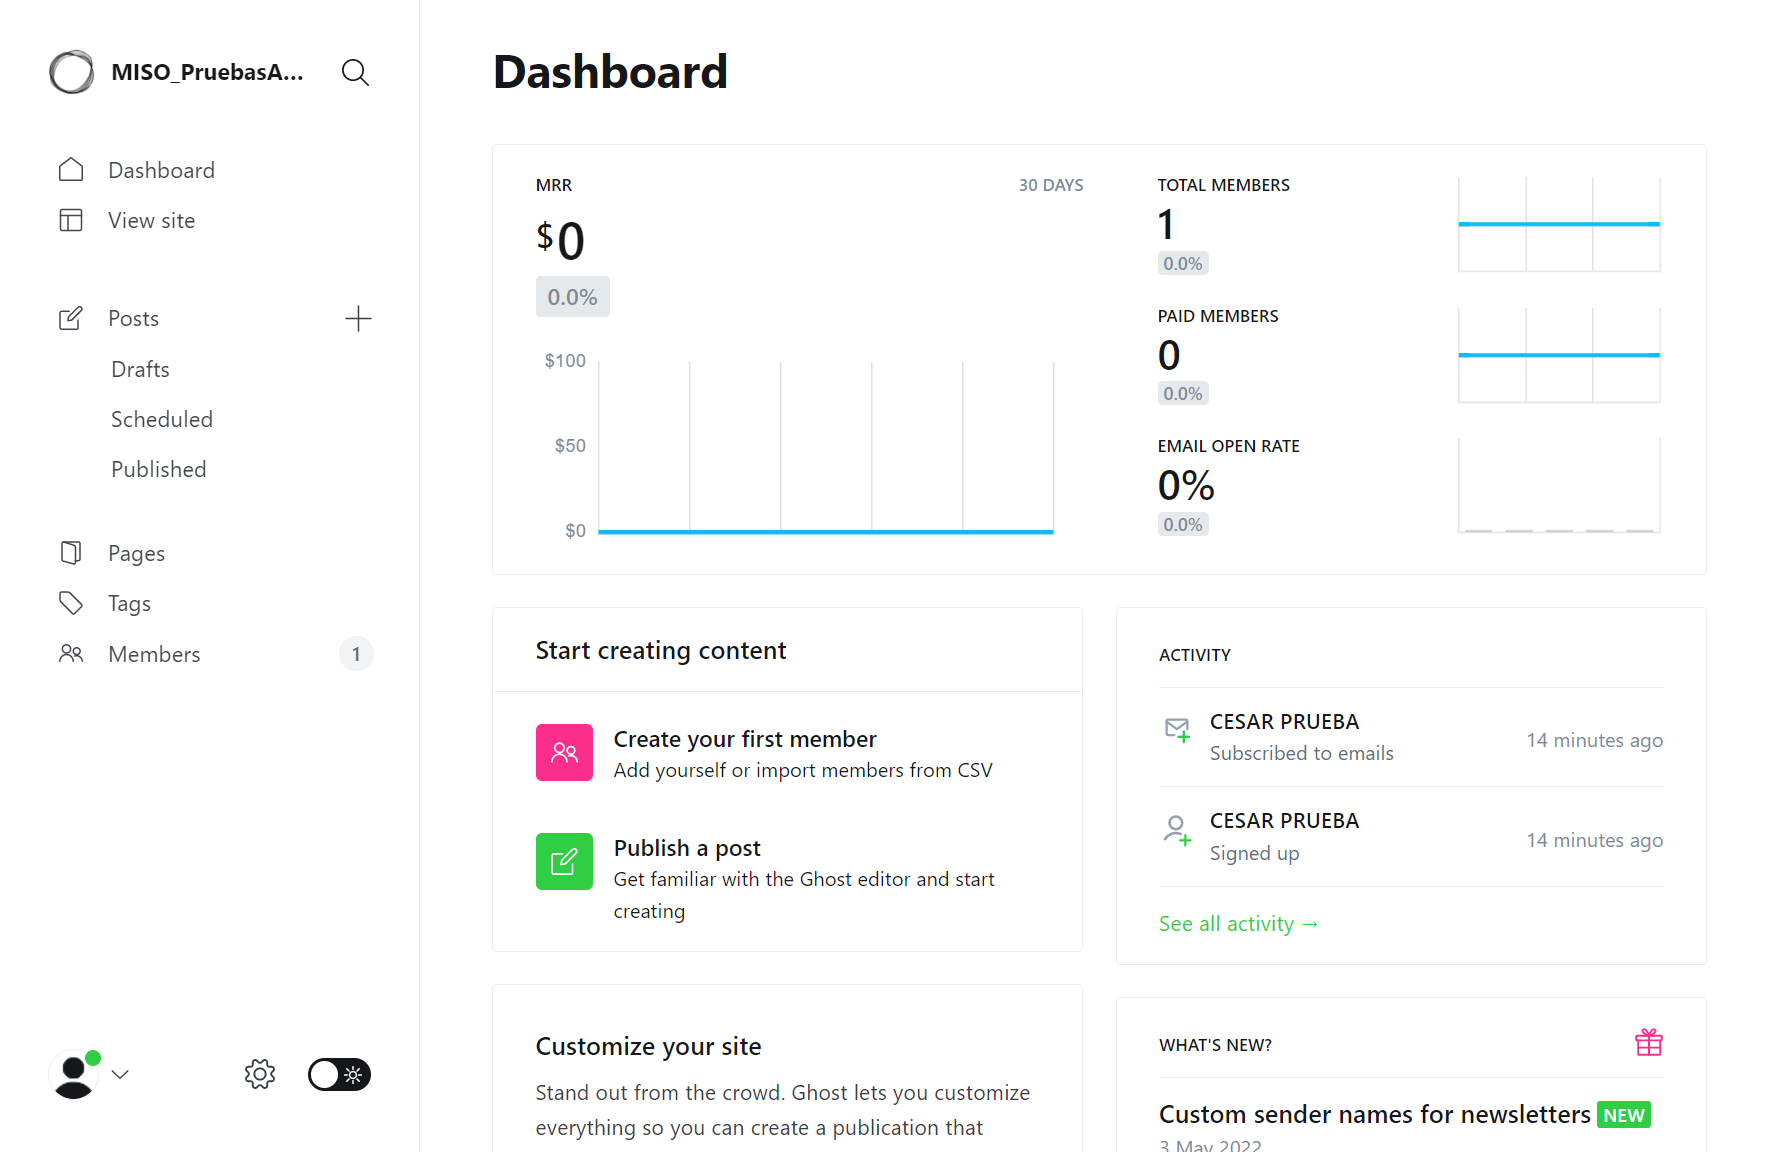 MISO_PruebasA...
Dashboard
View site
Posts
Drafts
Scheduled
Published
Pages
Tags
Members
1
Dashboard
MRR
30 DAYS
$0
0.0%
$100
$50
$0
TOTAL MEMBERS
1
0.0%
PAID MEMBERS
0
0.0%
EMAIL OPEN RATE
0%
0.0%
Start creating content
Create your first member
Add yourself or import members from CSV
Publish a post
Get familiar with the Ghost editor and start
creating
Customize your site
Stand out from the crowd. Ghost lets you customize
everything so you can create a publication that
ACTIVITY
CESAR PRUEBA
Subscribed to emails
14 minutes ago
CESAR PRUEBA
Signed up
14 minutes ago
See all activity →
WHAT'S NEW?
Custom sender names for newsletters NEW
3 May 2022